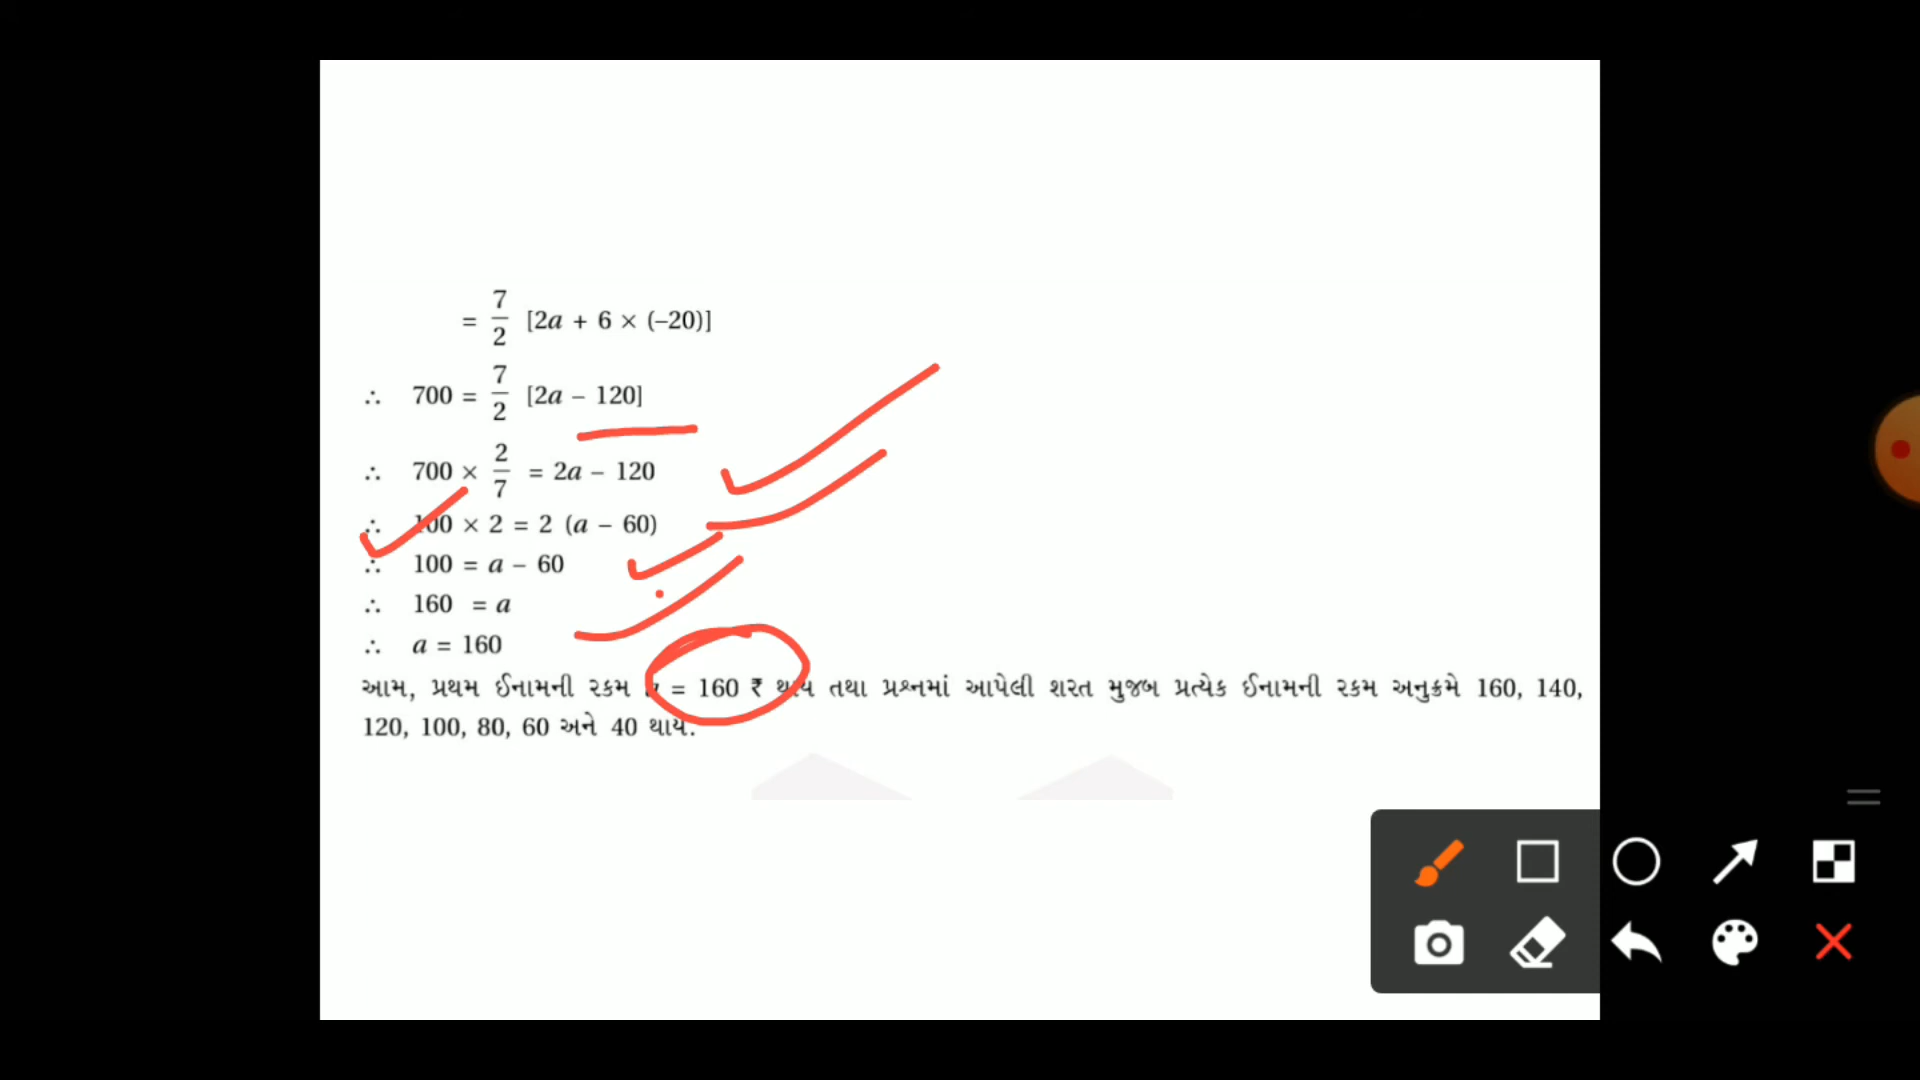 = 7/2 [2a + 6 × (–20)]
∴ 700 = 7/2 [2a – 120]
∴ 700 × 2/7 = 2a – 120
∴ 100 × 2 = 2 (a – 60)
∴ 100 = a – 60
∴ 160 = a
∴ a = 160
આમ, પ્રથમ ઈનામની રકમ a = 160 ₹ થાય તથા પ્રશ્નમાં આપેલી શરત મુજબ પ્રત્યેક ઈનામની રકમ અનુક્રમે 160, 140,
120, 100, 80, 60 અને 40 થાય.